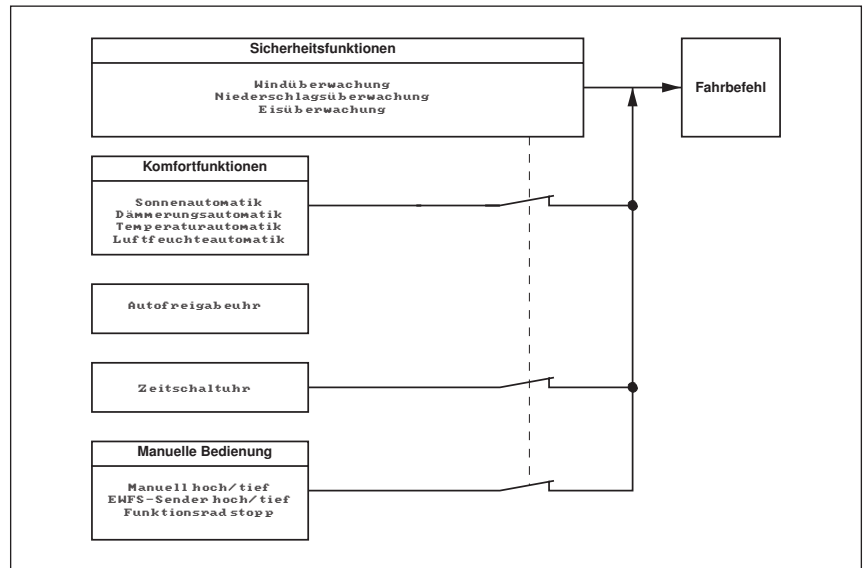 Sicherheitsfunktionen
Windüberwachung
Niederschlagsüberwachung
Eisüberwachung
Fahrbefehl
Komfortfunktionen
Sonnenautomatik
Dämmerungsautomatik
Temperaturautomatik
Luftfeuchteautomatik
Autofreigabeuhr
Zeitschaltuhr
Manuelle Bedienung
Manuell hoch/tief
EWFS-Sender hoch/tief
Funktionsrad stopp